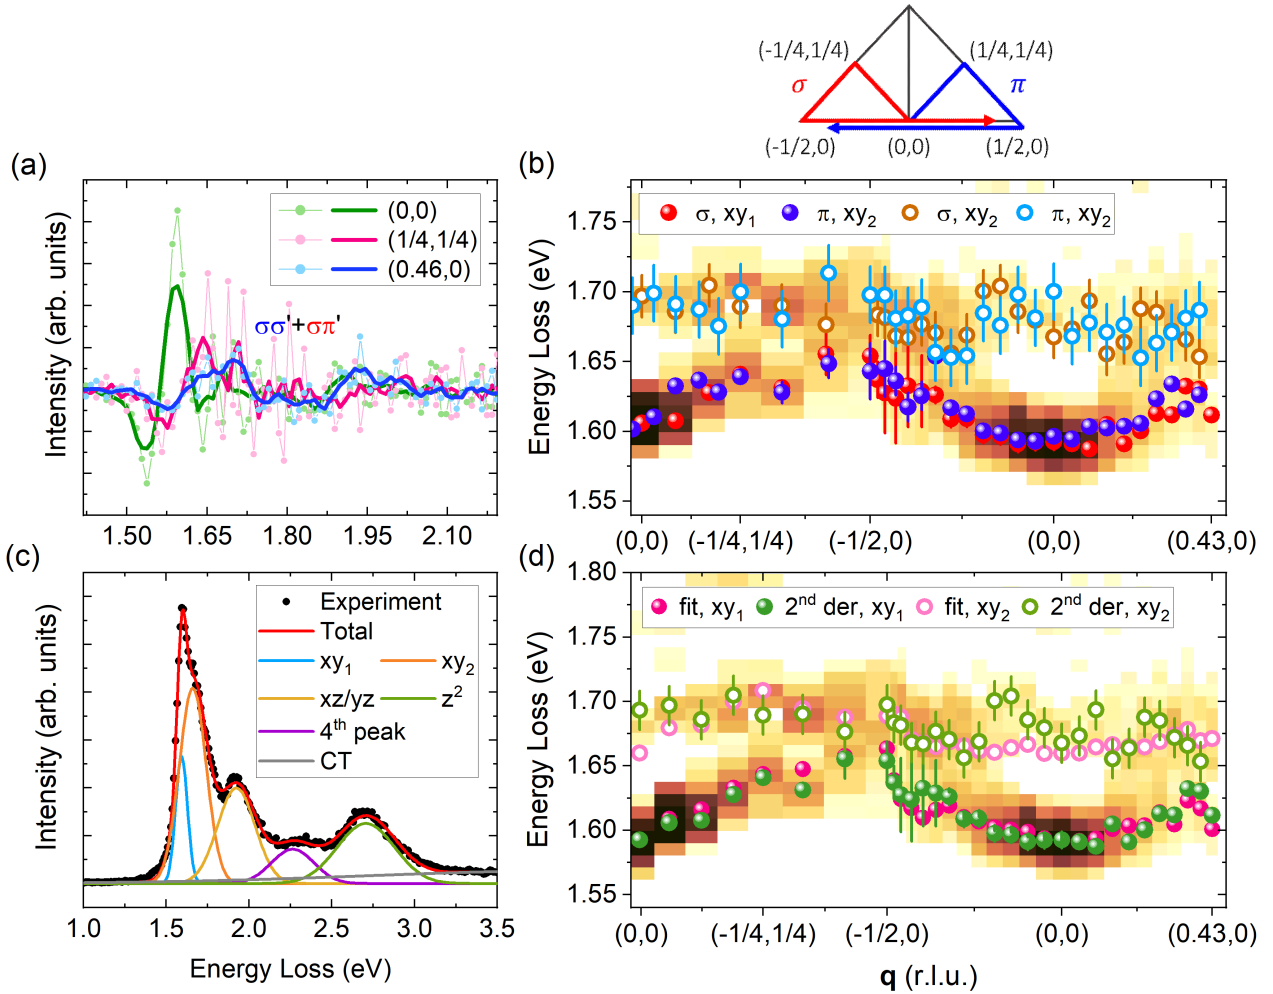 (-1/4,1/4)
(1/4,1/4)
σ
π
(-1/2,0)
(0,0)
(1/2,0)
(a)
Intensity (arb. units)
(0,0)
(1/4,1/4)
(0.46,0)
σσ'+σπ'
1.50
1.65
1.80
1.95
2.10
(b)
Energy Loss (eV)
1.75
1.70
1.65
1.60
1.55
σ, xy₁
π, xy₂
σ, xy₂
π, xy₂
(0,0)
(-1/4,1/4)
(-1/2,0)
(0,0)
(0.43,0)
(c)
Intensity (arb. units)
Experiment
Total
xy₁
xy₂
xz/yz
z²
4ᵗʰ peak
CT
1.0
1.5
2.0
2.5
3.0
3.5
Energy Loss (eV)
(d)
Energy Loss (eV)
1.80
1.75
1.70
1.65
1.60
1.55
fit, xy₁
2ⁿᵈ der, xy₁
fit, xy₂
2ⁿᵈ der, xy₂
(0,0)
(-1/4,1/4)
(-1/2,0)
(0,0)
(0.43,0)
q (r.l.u.)